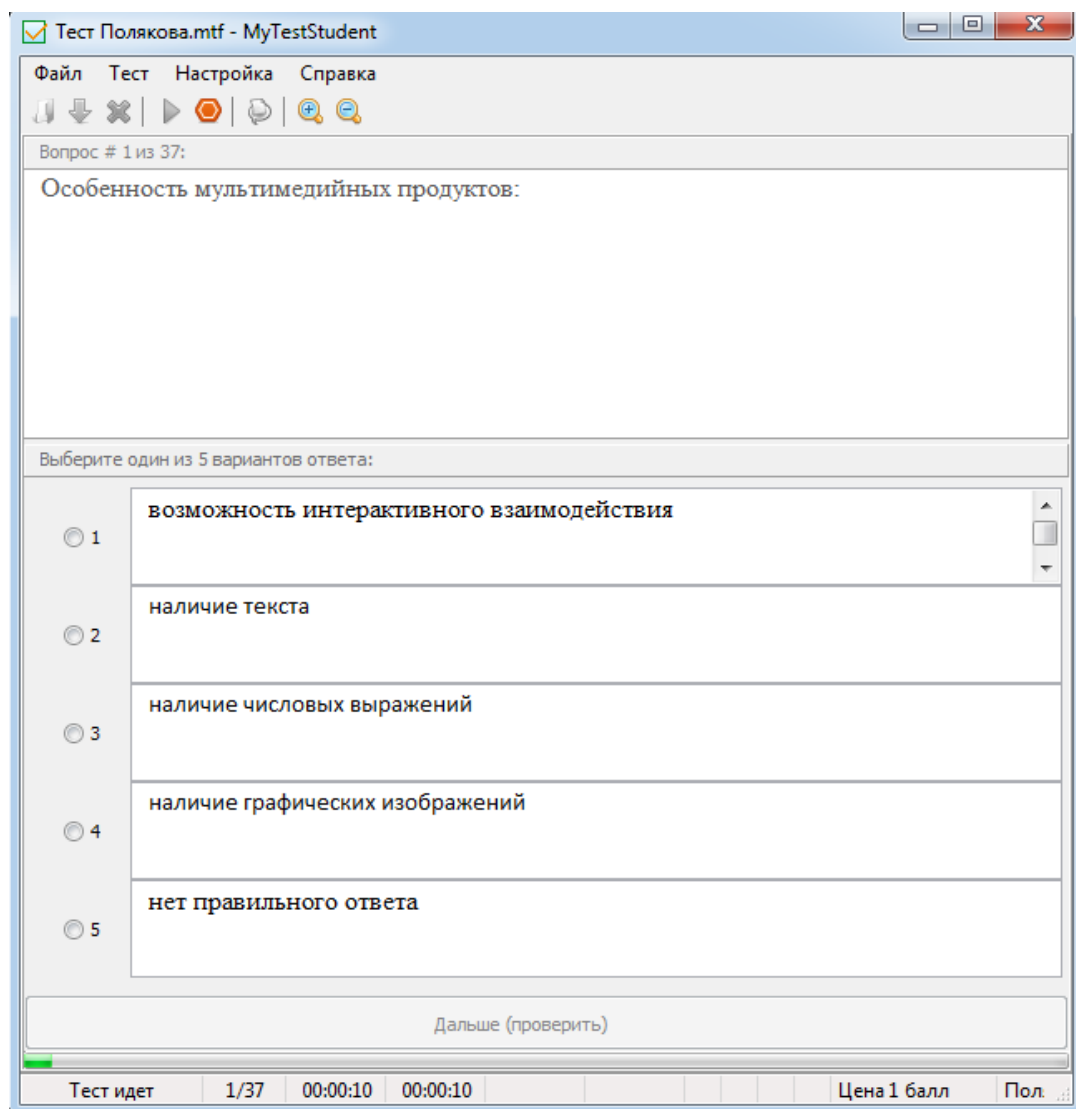 Тест Полякова.mtf - MyTestStudent
Файл Тест Настройка Справка
Вопрос # 1 из 37:
Особенность мультимедийных продуктов:
Выберите один из 5 вариантов ответа:
1 возможность интерактивного взаимодействия
2 наличие текста
3 наличие числовых выражений
4 наличие графических изображений
5 нет правильного ответа
Дальше (проверить)
Тест идет 1/37 00:00:10 00:00:10 Цена 1 балл Пол